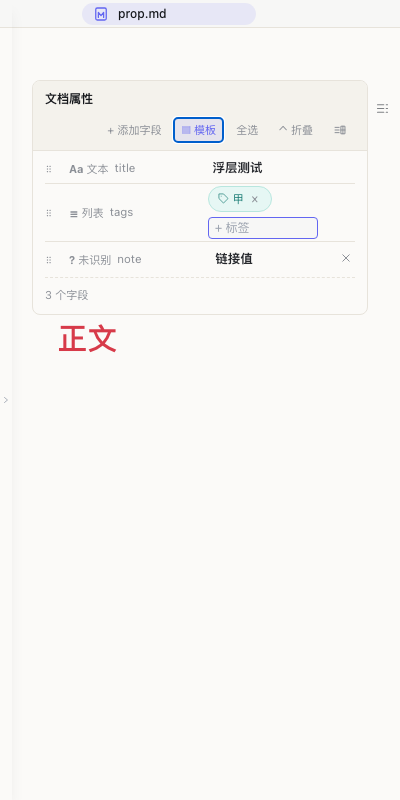 prop.md
文档属性
+ 添加字段 模板 全选 折叠
Aa 文本 title 浮层测试
列表 tags 甲 ×
+ 标签
? 未识别 note 链接值 ×
3 个字段
正文